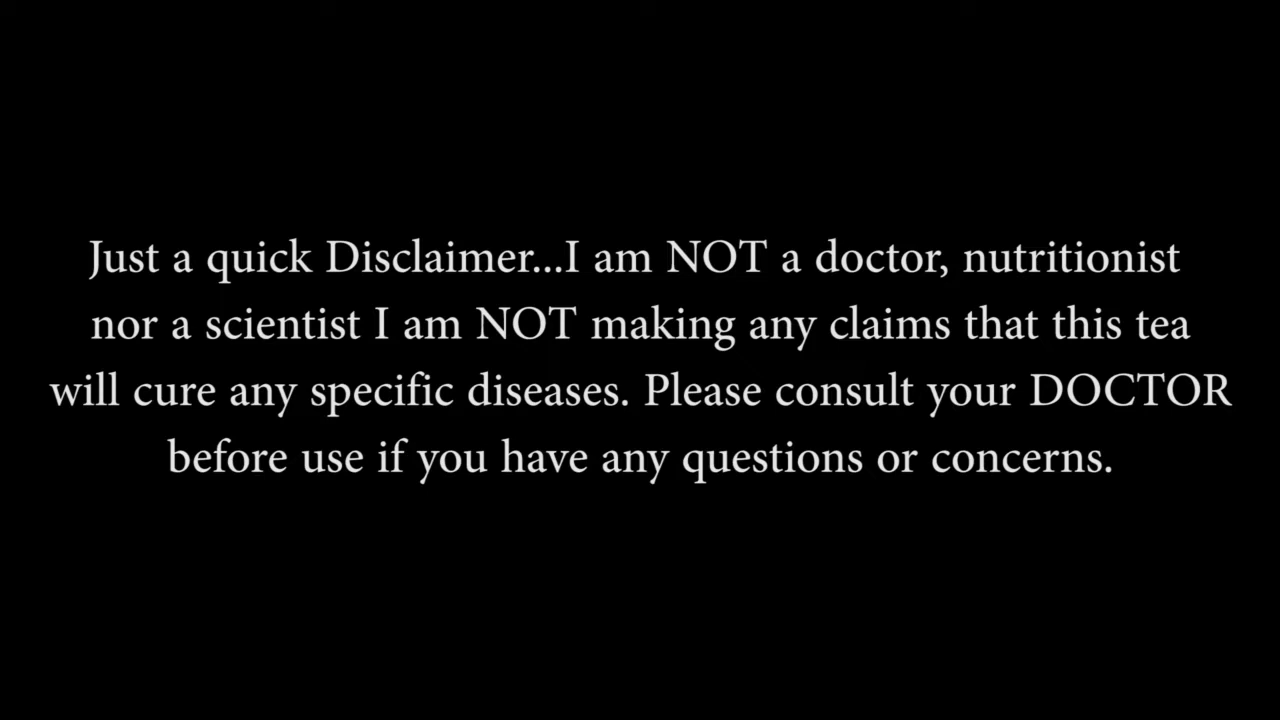 Just a quick Disclaimer...I am NOT a doctor, nutritionist
nor a scientist I am NOT making any claims that this tea
will cure any specific diseases. Please consult your DOCTOR
before use if you have any questions or concerns.